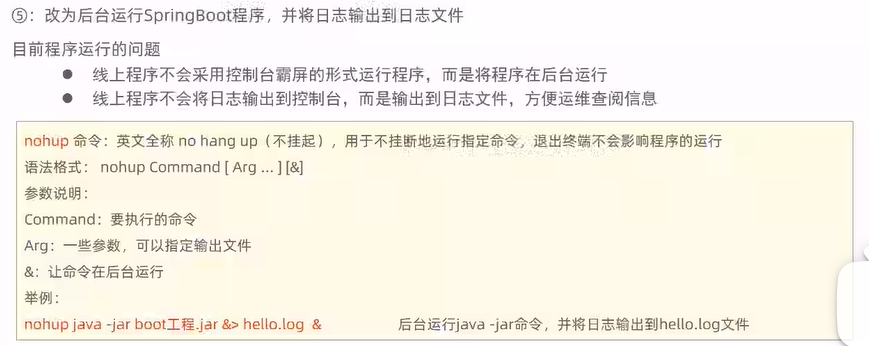 ⑤：改为后台运行SpringBoot程序，并将日志输出到日志文件
目前程序运行的问题
● 线上程序不会采用控制台霸屏的形式运行程序，而是将程序在后台运行
● 线上程序不会将日志输出到控制台，而是输出到日志文件，方便运维查阅信息
nohup 命令：英文全称 no hang up（不挂起），用于不挂断地运行指定命令，退出终端不会影响程序的运行
语法格式： nohup Command [ Arg … ] [&]
参数说明：
Command：要执行的命令
Arg：一些参数，可以指定输出文件
&：让命令在后台运行
举例：
nohup java -jar boot工程.jar &> hello.log & 后台运行java -jar命令，并将日志输出到hello.log文件